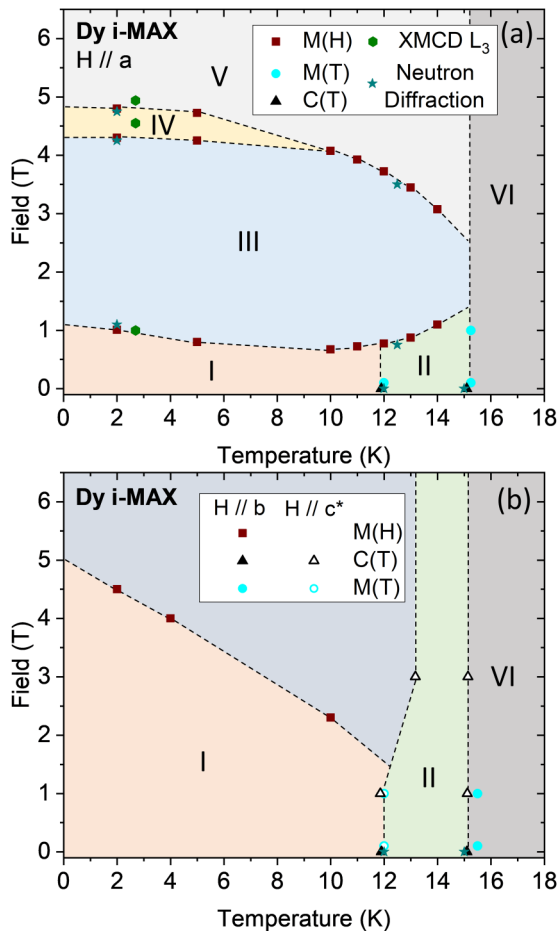 Dy i-MAX
H // a
(a)
M(H)
XMCD L₃
M(T)
Neutron
C(T)
Diffraction
V
IV
VI
III
I
II
Field (T)
6
5
4
3
2
1
0
0 2 4 6 8 10 12 14 16 18
Temperature (K)
Dy i-MAX
(b)
H // b H // c*
M(H)
C(T)
M(T)
VI
I
II
Field (T)
6
5
4
3
2
1
0
0 2 4 6 8 10 12 14 16 18
Temperature (K)